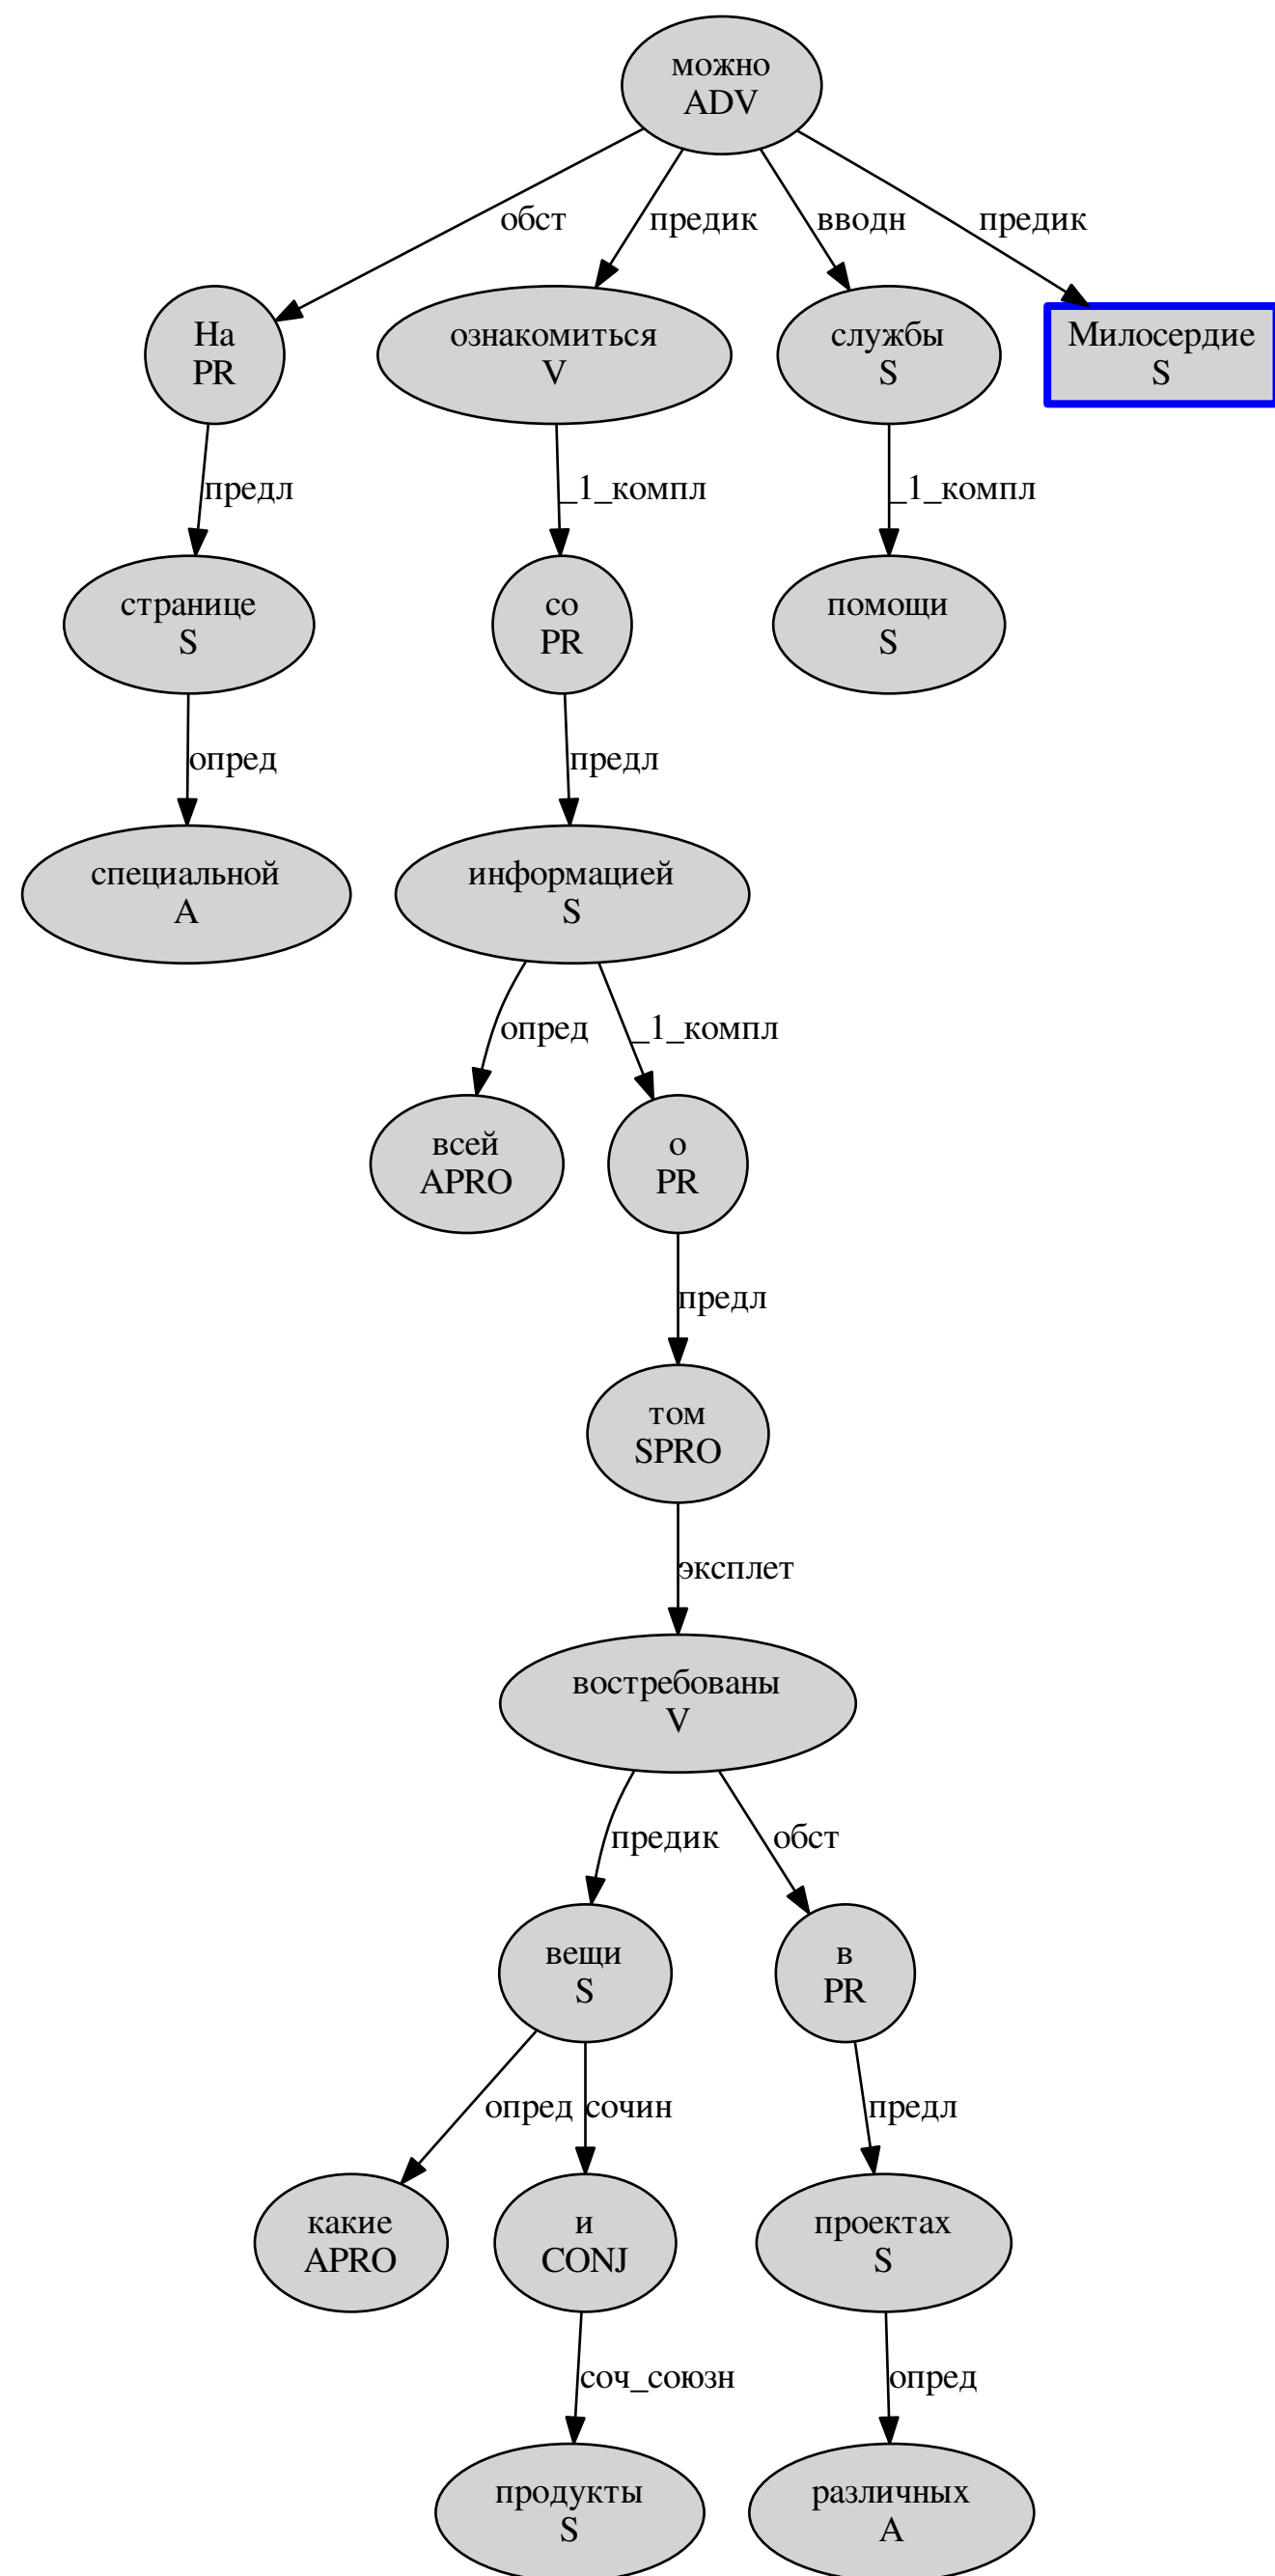 можно
ADV
обст
предик
вводн
предик
На
PR
ознакомиться
V
службы
S
Милосердие
S
предл
_1_компл
_1_компл
странице
S
со
PR
помощи
S
опред
предл
специальной
A
информацией
S
опред
_1_компл
всей
APRO
о
PR
предл
том
SPRO
эксплет
востребованы
V
предик
обст
вещи
S
в
PR
опред
сочин
предл
какие
APRO
и
CONJ
проектах
S
соч_союзн
опред
продукты
S
различных
A